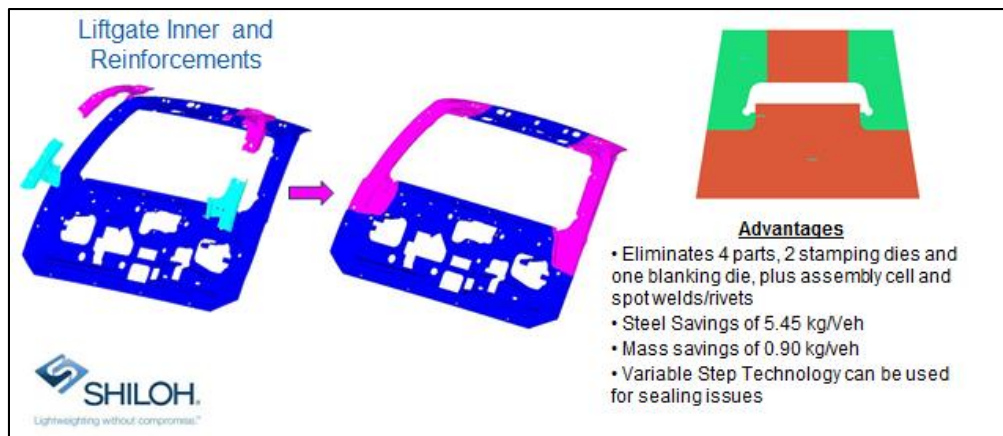 Liftgate Inner and
Reinforcements
Advantages
• Eliminates 4 parts, 2 stamping dies and
one blanking die, plus assembly cell and
spot welds/rivets
• Steel Savings of 5.45 kg/Veh
• Mass savings of 0.90 kg/veh
• Variable Step Technology can be used
for sealing issues
SHILOH.
Lightweighting without compromise.™